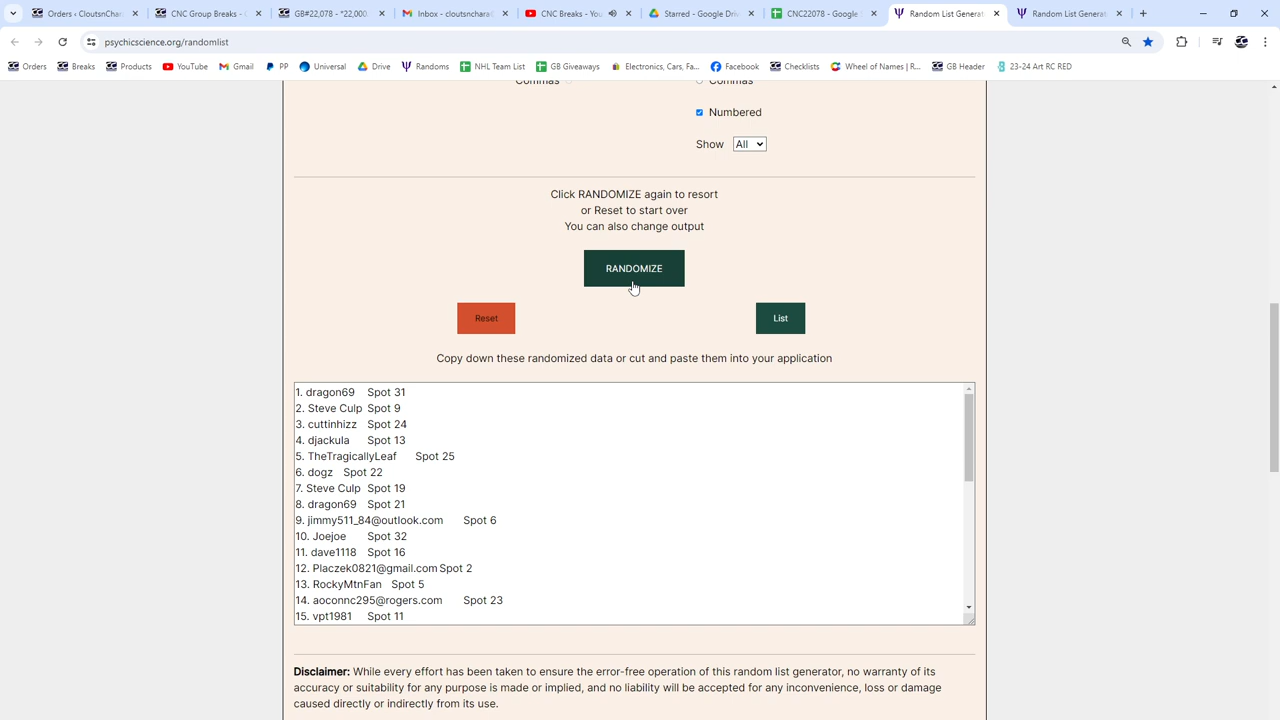 Orders ‹ CloutsnChara
CNC Group Breaks - C
GB#22,078 - *22,000
Inbox - cloutsnchara
CNC Breaks - You
Starred - Google Driv
CNC22078 - Google S
Random List Generat
Random List Generat
psychicscience.org/randomlist
Orders
Breaks
Products
YouTube
Gmail
PP
Universal
Drive
Randoms
NHL Team List
GB Giveaways
Electronics, Cars, Fa...
Facebook
Checklists
Wheel of Names | R...
GB Header
23-24 Art RC RED
Commas
Commas
Numbered
Show All
Click RANDOMIZE again to resort
or Reset to start over
You can also change output
RANDOMIZE
Reset
List
Copy down these randomized data or cut and paste them into your application
1. dragon69 Spot 31
2. Steve Culp Spot 9
3. cuttinhizz Spot 24
4. djackula Spot 13
5. TheTragicallyLeaf Spot 25
6. dogz Spot 22
7. Steve Culp Spot 19
8. dragon69 Spot 21
9. jimmy511_84@outlook.com Spot 6
10. Joejoe Spot 32
11. dave1118 Spot 16
12. Placzek0821@gmail.com Spot 2
13. RockyMtnFan Spot 5
14. aoconnc295@rogers.com Spot 23
15. vpt1981 Spot 11
Disclaimer: While every effort has been taken to ensure the error-free operation of this random list generator, no warranty of its
accuracy or suitability for any purpose is made or implied, and no liability will be accepted for any inconvenience, loss or damage
caused directly or indirectly from its use.